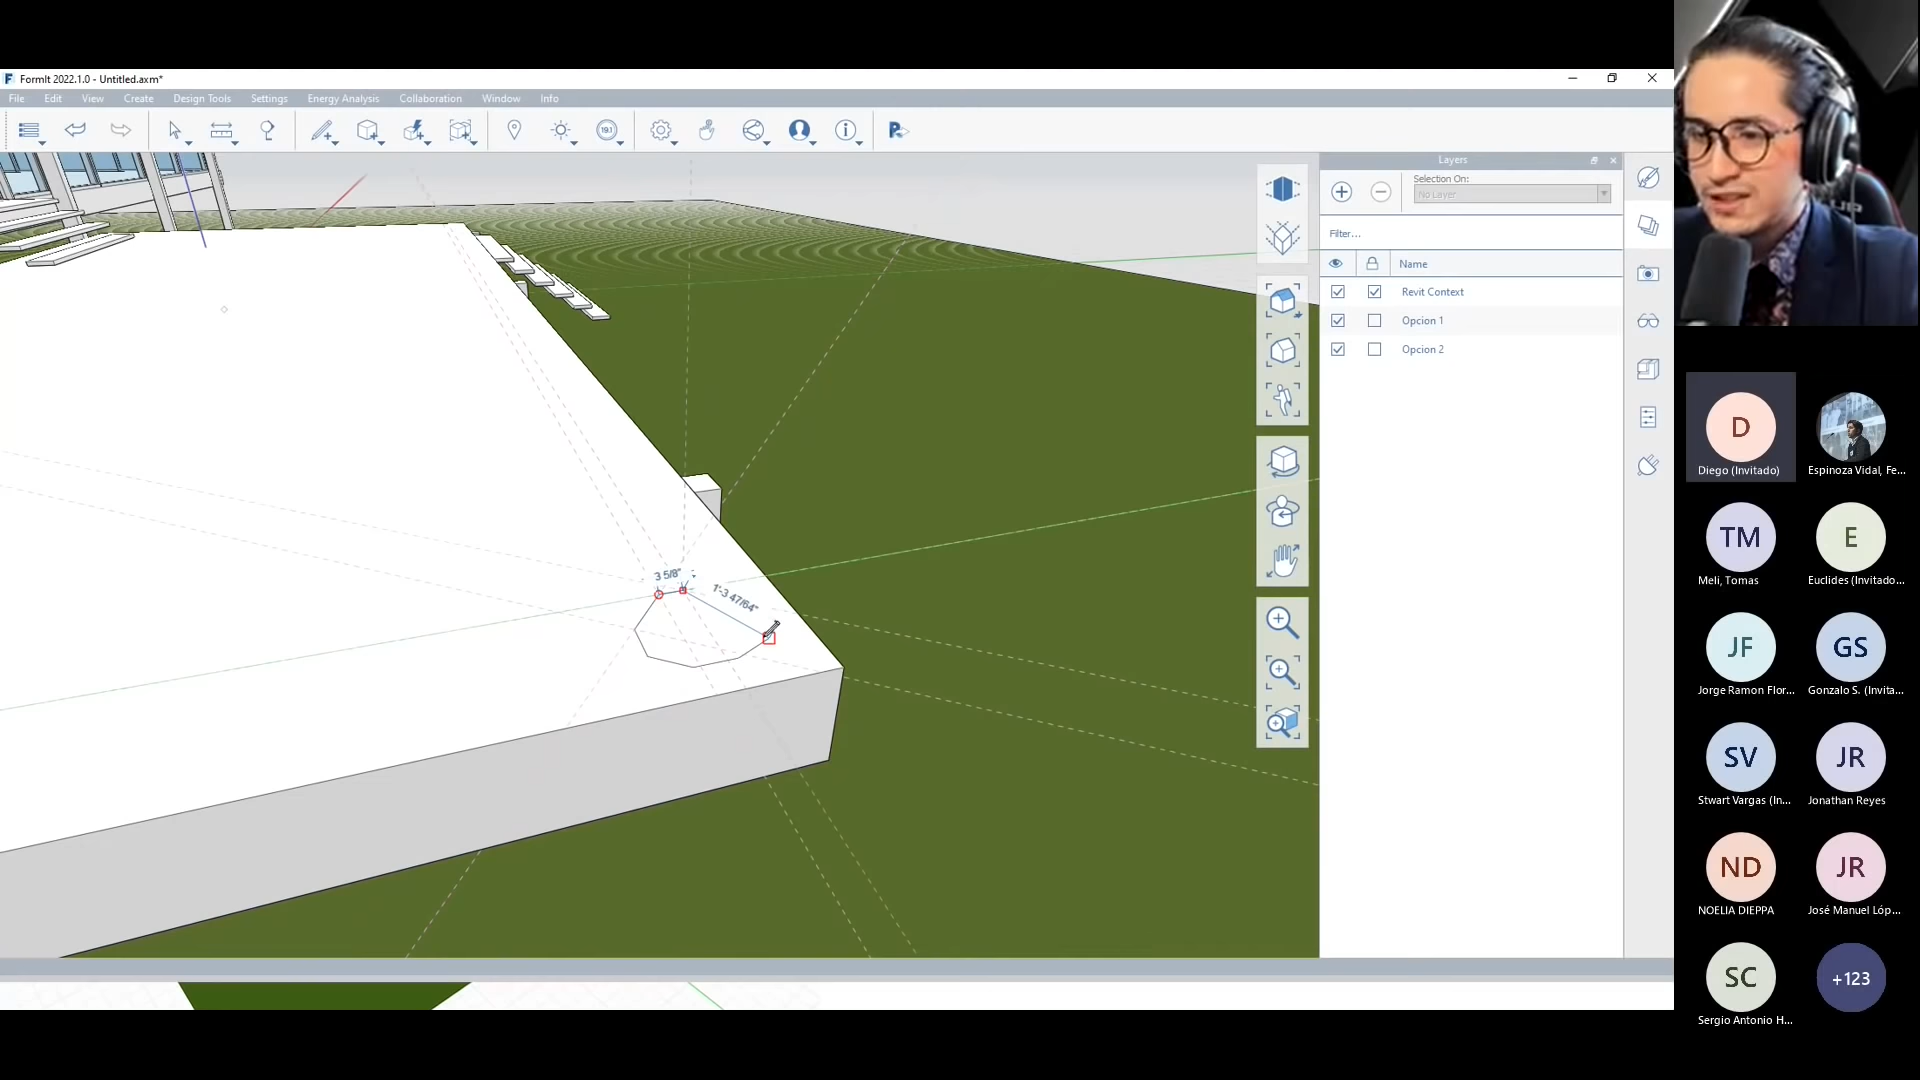 FormIt 2022.1.0 - Untitled.axm*
File Edit View Create Design Tools Settings Energy Analysis Collaboration Window Info
19.1
Layers
Selection On:
No Layer
Filter...
Name
Revit Context
Opcion 1
Opcion 2
3 5/8"
1'-3 47/64"
D
Diego (Invitado)
Espinoza Vidal, Fe...
TM
Meli, Tomas
E
Euclides (Invitado...
JF
Jorge Ramon Flor...
GS
Gonzalo S. (Invita...
SV
Stwart Vargas (In...
JR
Jonathan Reyes
ND
NOELIA DIEPPA
JR
José Manuel Lóp...
SC
Sergio Antonio H...
+123